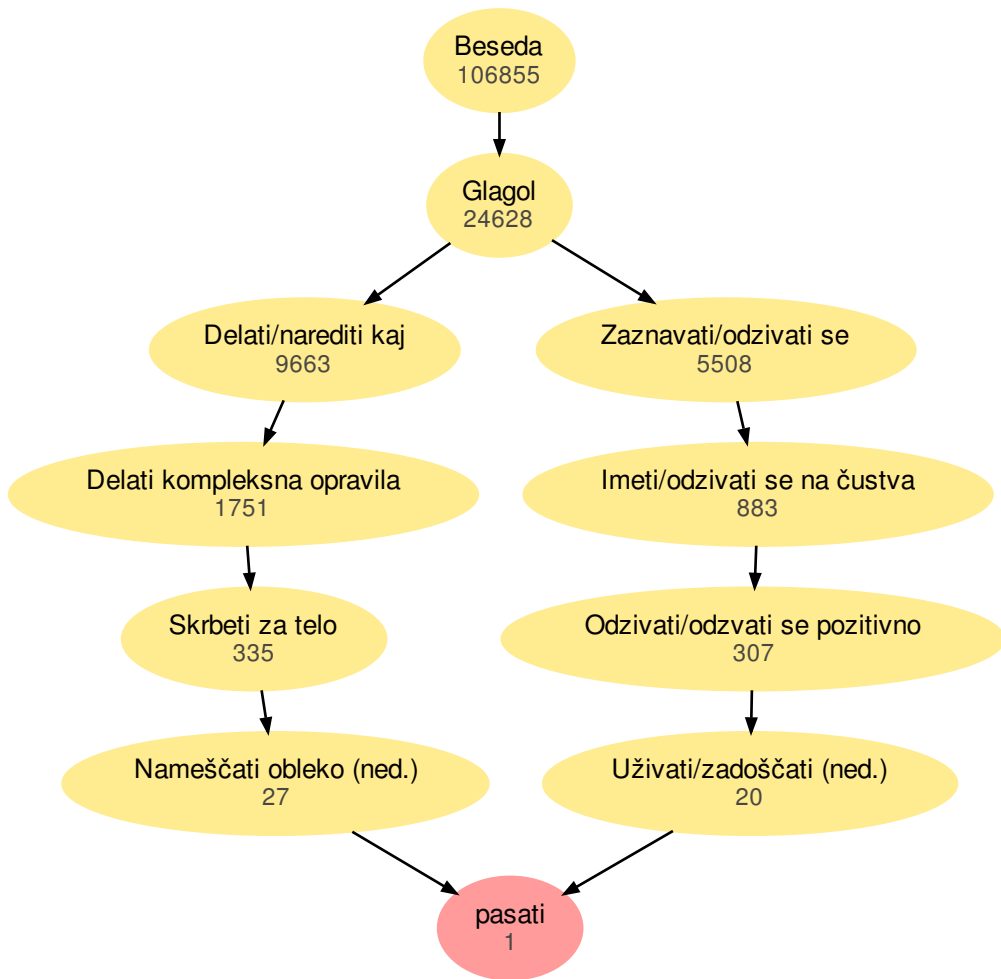 Beseda
106855
Glagol
24628
Delati/narediti kaj
9663
Zaznavati/odzivati se
5508
Delati kompleksna opravila
1751
Imeti/odzivati se na čustva
883
Skrbeti za telo
335
Odzivati/odzvati se pozitivno
307
Nameščati obleko (ned.)
27
Uživati/zadoščati (ned.)
20
pasati
1